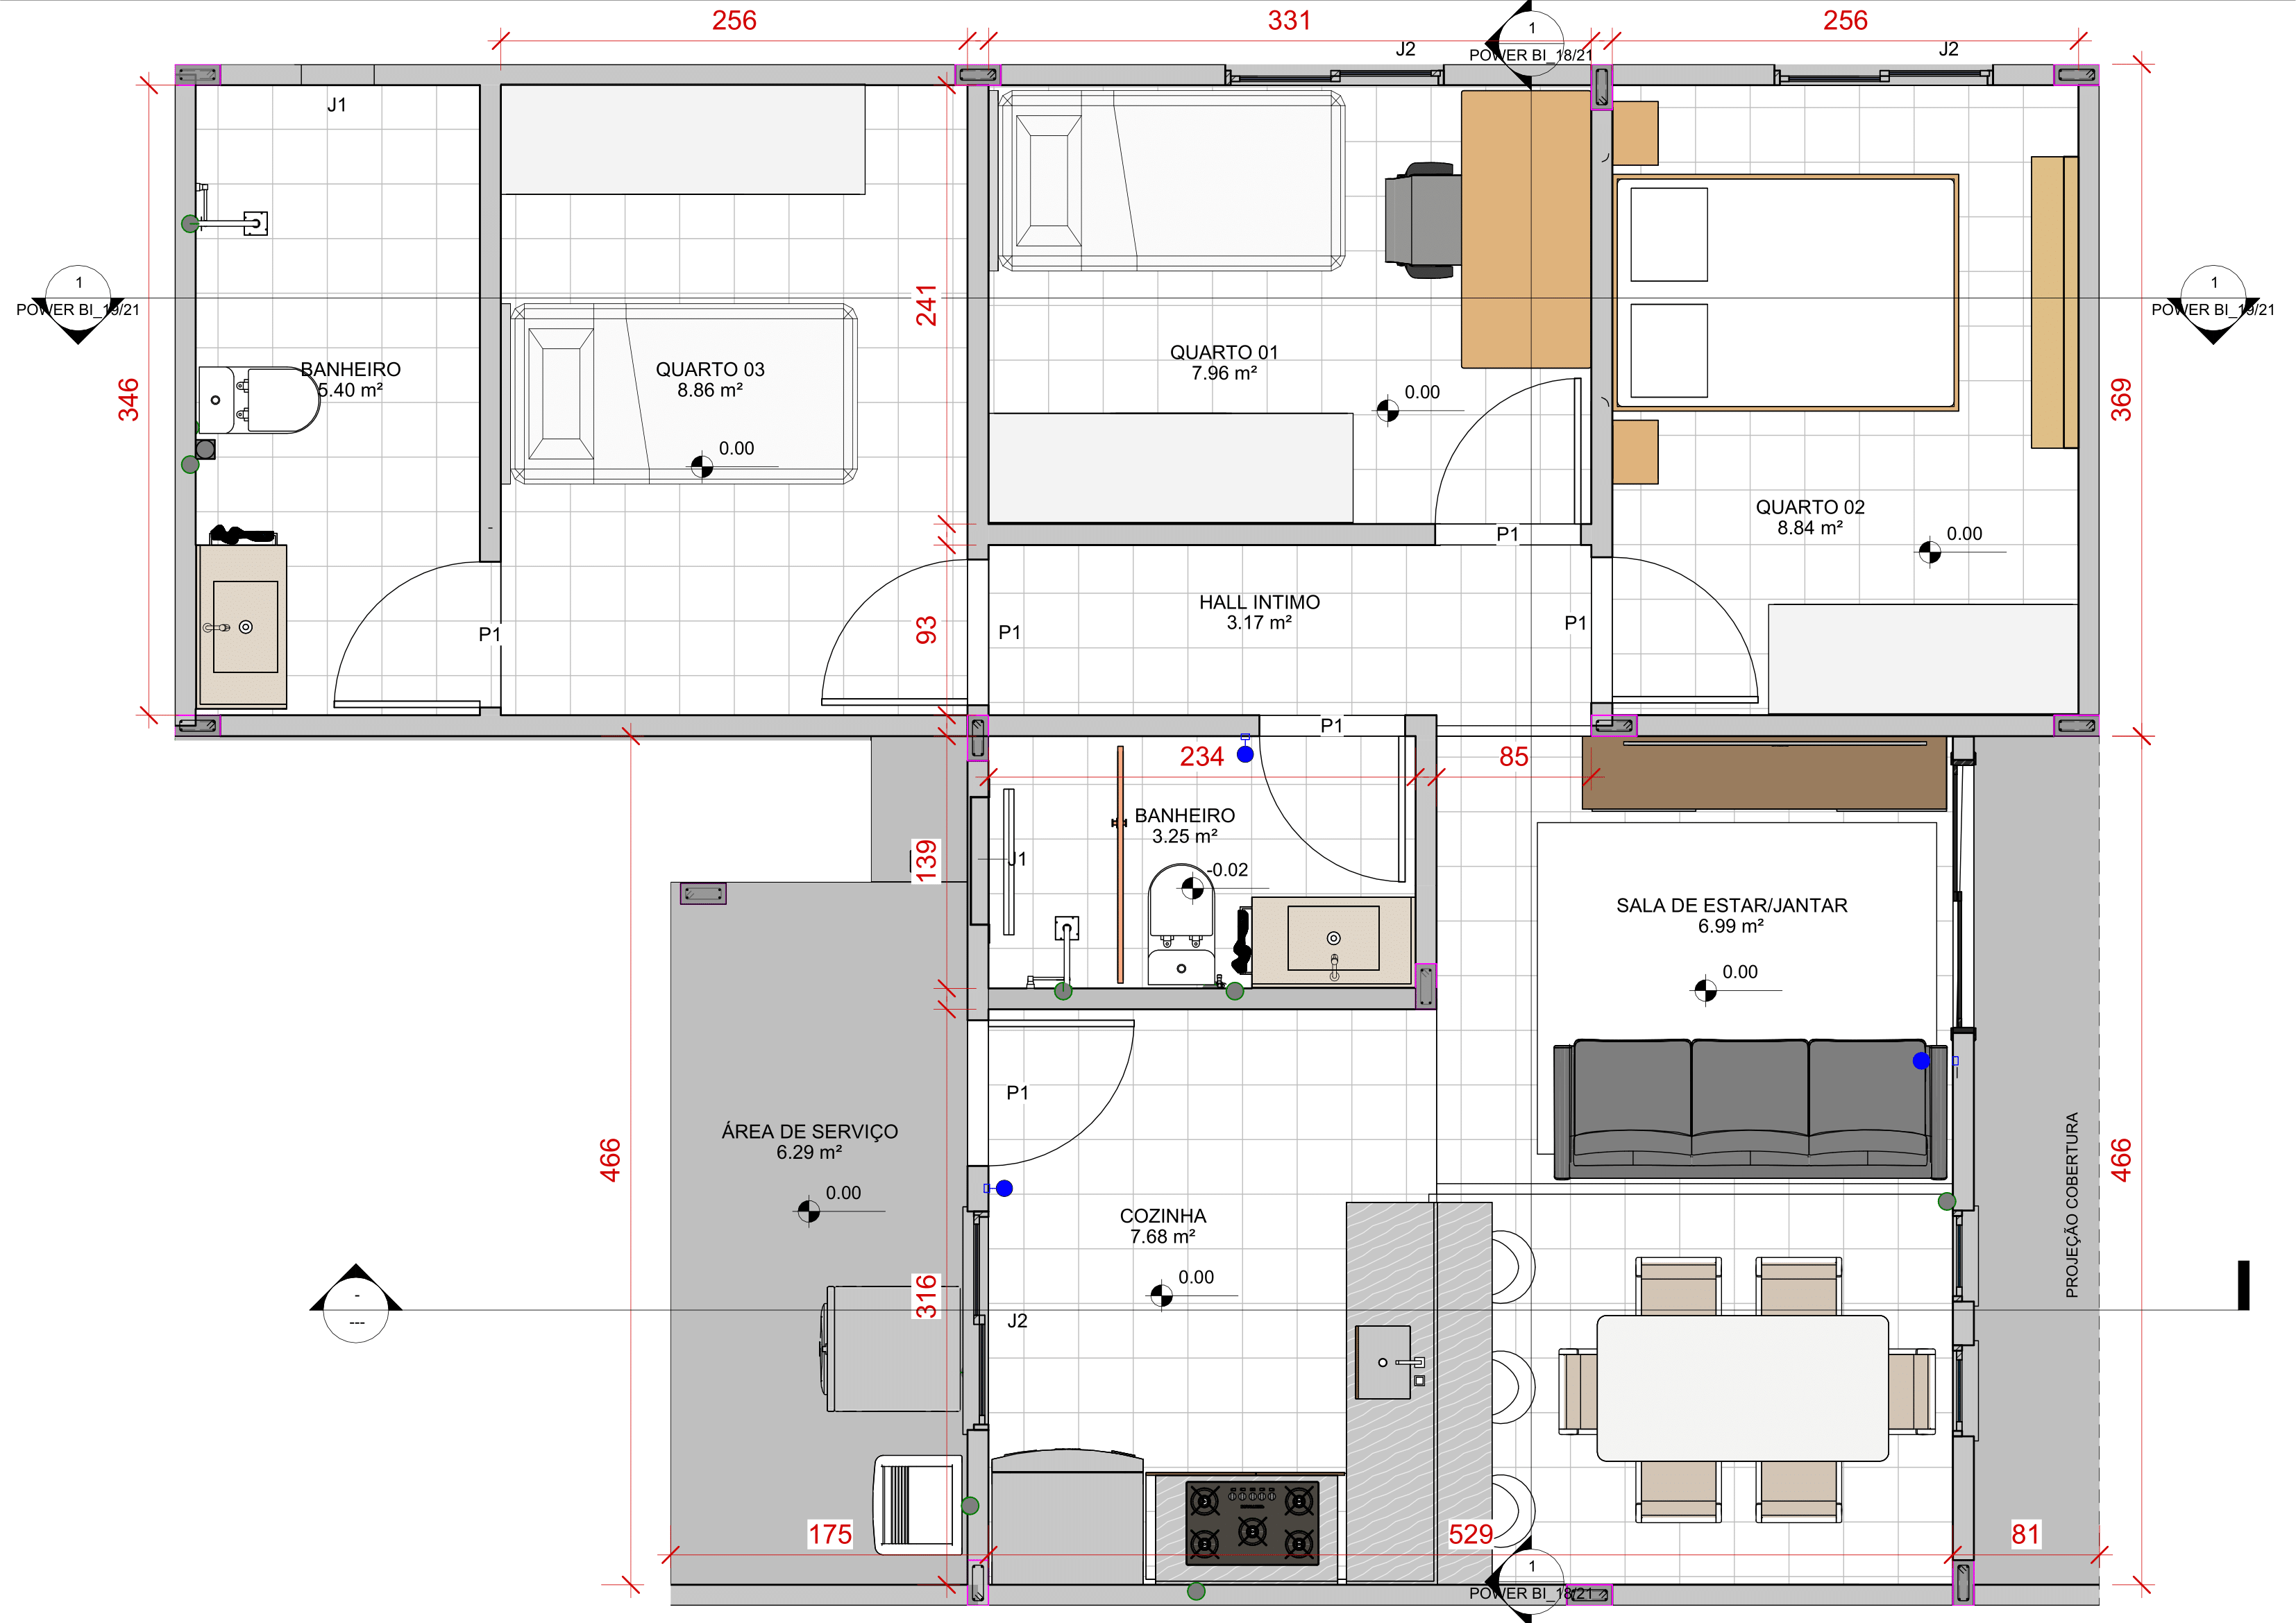 256
331
256
J2
1
POWER BI_18/21
J2
J1
1
POWER BI_19/21
1
POWER BI_19/21
241
346
369
BANHEIRO
5.40 m²
QUARTO 03
8.86 m²
0.00
QUARTO 01
7.96 m²
0.00
QUARTO 02
8.84 m²
0.00
P1
HALL INTIMO
3.17 m²
93
P1
P1
P1
P1
234
85
BANHEIRO
3.25 m²
-0.02
139
J1
SALA DE ESTAR/JANTAR
6.99 m²
0.00
P1
ÁREA DE SERVIÇO
6.29 m²
0.00
466
466
PROJEÇÃO COBERTURA
COZINHA
7.68 m²
0.00
316
J2
-
---
175
529
81
1
POWER BI_18/21